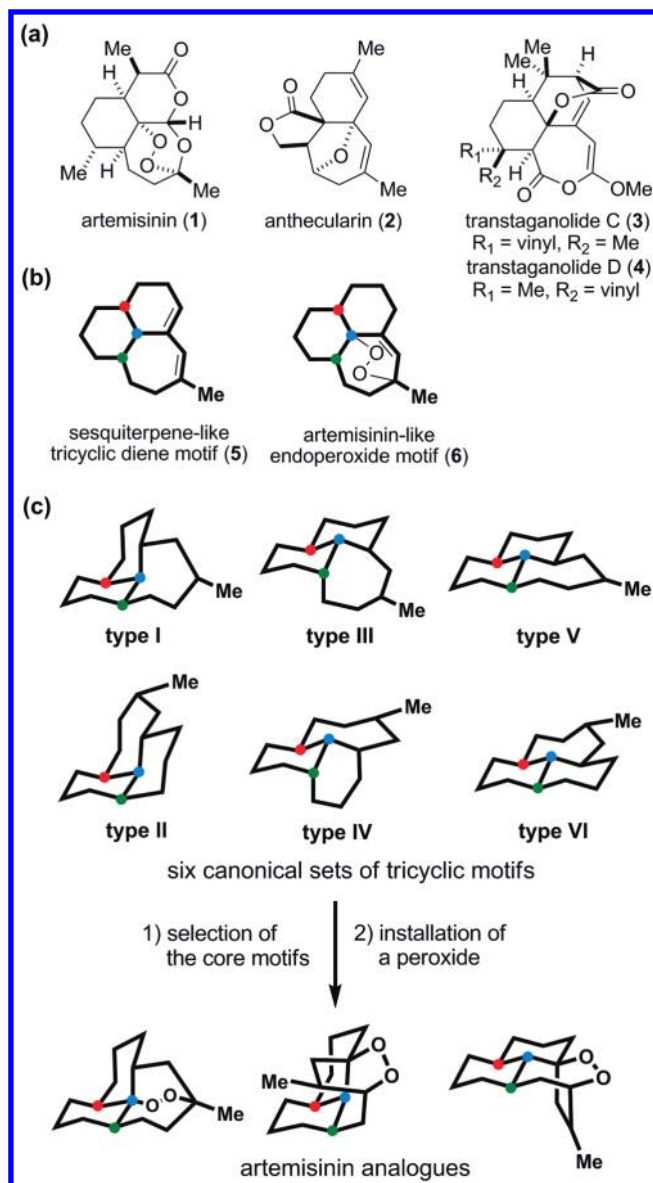 (a)
Me
O
H
O
H
O
O
O
H
Me
Me
artemisinin (1)
Me
O
O
O
Me
anthecularin (2)
Me
Me
H
H
O
O
R1
R2
H
O
O
OMe
transtaganolide C (3)
R1 = vinyl, R2 = Me
transtaganolide D (4)
R1 = Me, R2 = vinyl
(b)
Me
sesquiterpene-like
tricyclic diene motif (5)
O
O
Me
artemisinin-like
endoperoxide motif (6)
(c)
Me
type I
Me
type III
Me
type V
Me
type II
Me
type IV
Me
type VI
six canonical sets of tricyclic motifs
1) selection of
the core motifs
2) installation of
a peroxide
O
O
Me
O
O
Me
O
O
Me
artemisinin analogues